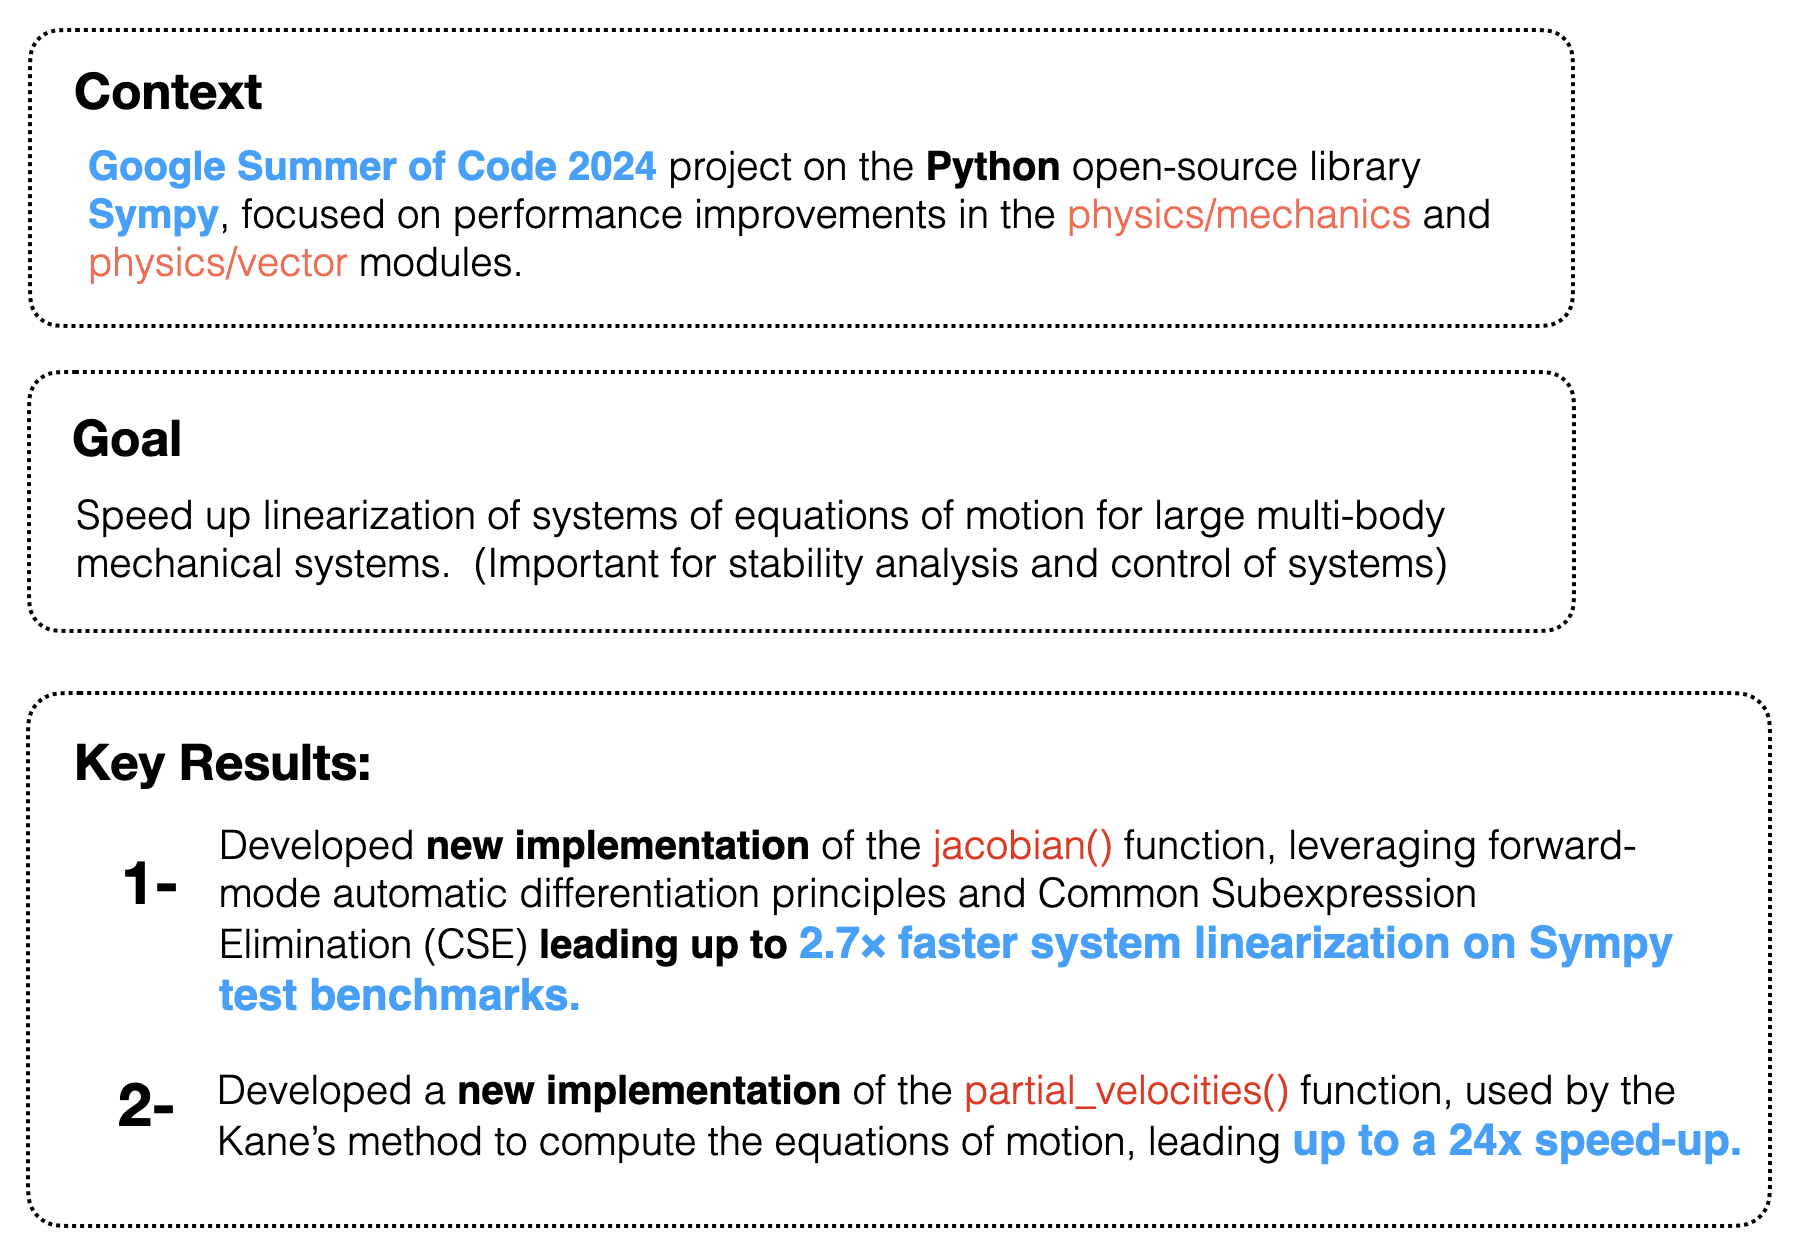 Context
Google Summer of Code 2024 project on the Python open-source library
Sympy, focused on performance improvements in the physics/mechanics and
physics/vector modules.
Goal
Speed up linearization of systems of equations of motion for large multi-body
mechanical systems.  (Important for stability analysis and control of systems)
Key Results:
1-
Developed new implementation of the jacobian() function, leveraging forward-
mode automatic differentiation principles and Common Subexpression
Elimination (CSE) leading up to 2.7× faster system linearization on Sympy
test benchmarks.
2-
Developed a new implementation of the partial_velocities() function, used by the
Kane’s method to compute the equations of motion, leading up to a 24x speed-up.